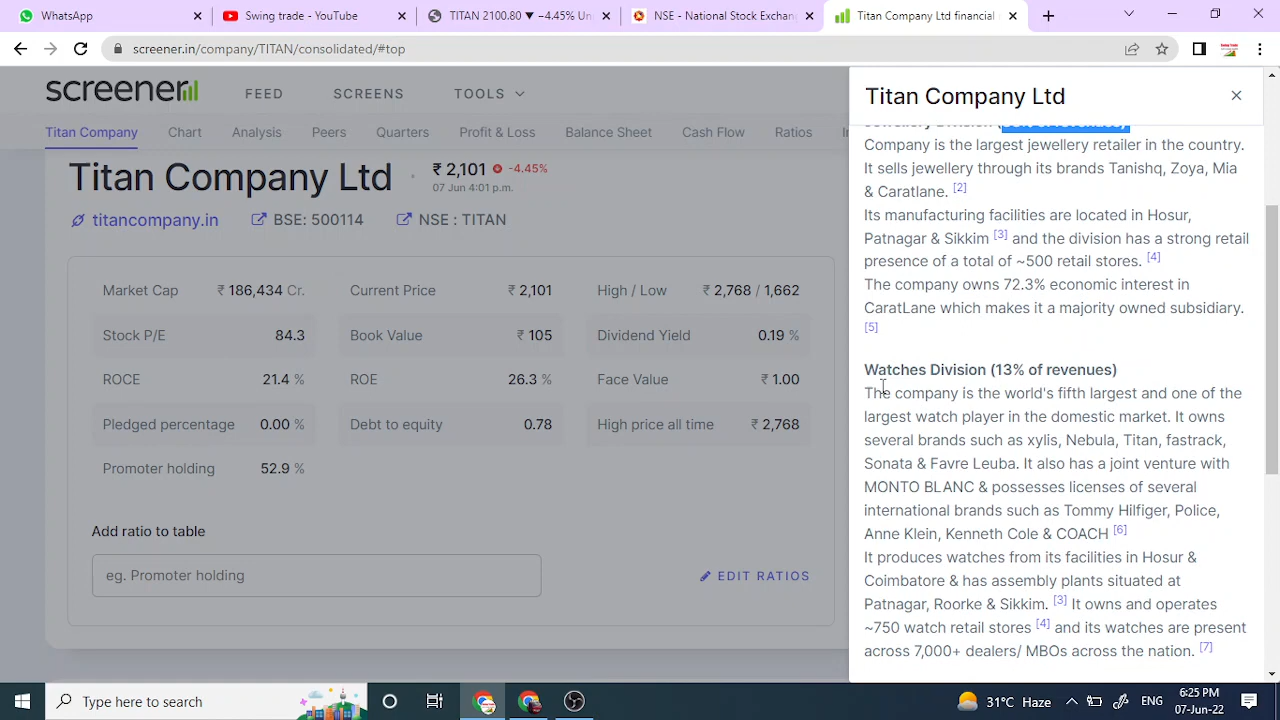 WhatsApp
Swing trade - YouTube
TITAN 2100.80 ▼ −4.45% Un
NSE - National Stock Exchan
Titan Company Ltd financial
screener.in/company/TITAN/consolidated/#top
screener
FEED
SCREENS
TOOLS
Titan Company
Chart
Analysis
Peers
Quarters
Profit & Loss
Balance Sheet
Cash Flow
Ratios
Titan Company Ltd
₹ 2,101 -4.45%
07 Jun 4:01 p.m.
titancompany.in
BSE: 500114
NSE : TITAN
Market Cap ₹ 186,434 Cr.
Current Price ₹ 2,101
High / Low ₹ 2,768 / 1,662
Stock P/E 84.3
Book Value ₹ 105
Dividend Yield 0.19 %
ROCE 21.4 %
ROE 26.3 %
Face Value ₹ 1.00
Pledged percentage 0.00 %
Debt to equity 0.78
High price all time ₹ 2,768
Promoter holding 52.9 %
Add ratio to table
eg. Promoter holding
EDIT RATIOS
Titan Company Ltd
Company is the largest jewellery retailer in the country.
It sells jewellery through its brands Tanishq, Zoya, Mia
& Caratlane. [2]
Its manufacturing facilities are located in Hosur,
Patnagar & Sikkim [3] and the division has a strong retail
presence of a total of ~500 retail stores. [4]
The company owns 72.3% economic interest in
CaratLane which makes it a majority owned subsidiary.
[5]
Watches Division (13% of revenues)
The company is the world's fifth largest and one of the
largest watch player in the domestic market. It owns
several brands such as xylis, Nebula, Titan, fastrack,
Sonata & Favre Leuba. It also has a joint venture with
MONTO BLANC & possesses licenses of several
international brands such as Tommy Hilfiger, Police,
Anne Klein, Kenneth Cole & COACH [6]
It produces watches from its facilities in Hosur &
Coimbatore & has assembly plants situated at
Patnagar, Roorke & Sikkim. [3] It owns and operates
~750 watch retail stores [4] and its watches are present
across 7,000+ dealers/ MBOs across the nation. [7]
Type here to search
31°C Haze
ENG
6:25 PM
07-Jun-22